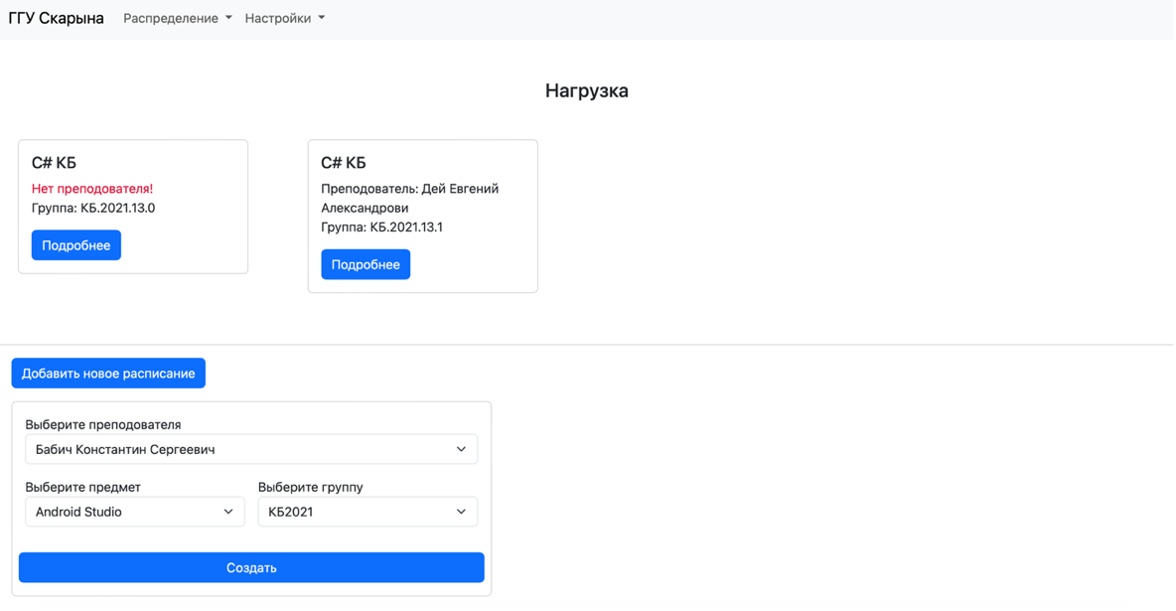 ГГУ Скарына Распределение Настройки
Нагрузка
C# КБ
Нет преподователя!
Группа: КБ.2021.13.0
Подробнее
C# КБ
Преподователь: Дей Евгений
Александрови
Группа: КБ.2021.13.1
Подробнее
Добавить новое расписание
Выберите преподователя
Бабич Константин Сергеевич
Выберите предмет Выберите группу
Android Studio КБ2021
Создать